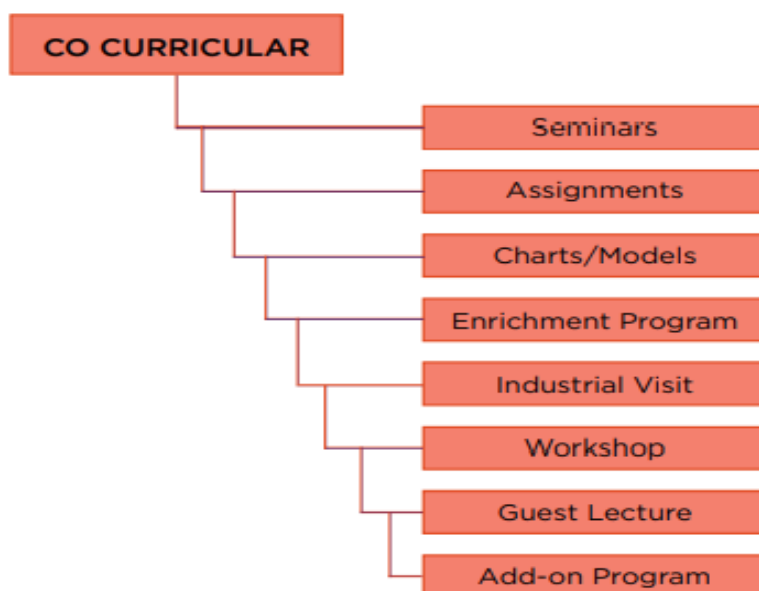 CO CURRICULAR
Seminars
Assignments
Charts/Models
Enrichment Program
Industrial Visit
Workshop
Guest Lecture
Add-on Program